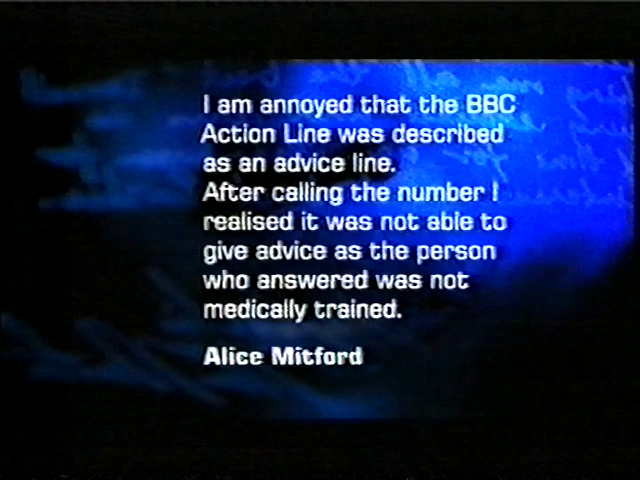 I am annoyed that the BBC
Action Line was described
as an advice line.
After calling the number I
realised it was not able to
give advice as the person
who answered was not
medically trained.
Alice Mitford